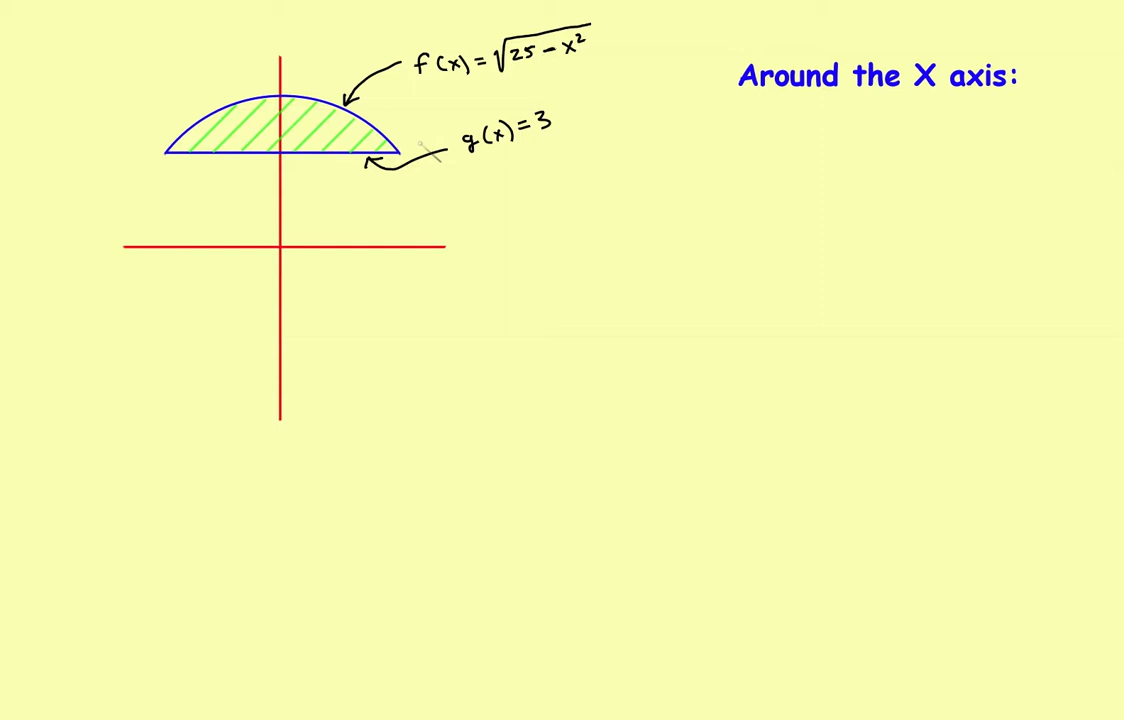 f(x) = √25 - x²
Around the X axis:
g(x) = 3